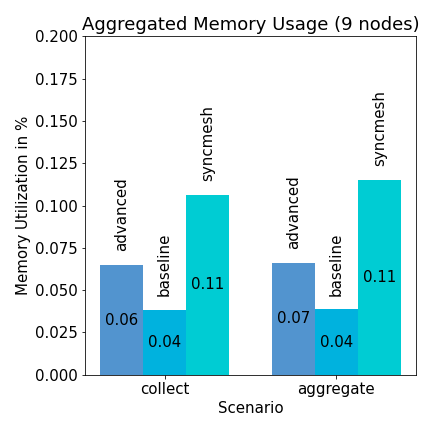 Aggregated Memory Usage (9 nodes)
Memory Utilization in %
0.200
0.175
0.150
0.125
0.100
0.075
0.050
0.025
0.000
advanced
baseline
syncmesh
advanced
baseline
syncmesh
0.06
0.04
0.11
0.07
0.04
0.11
collect
aggregate
Scenario